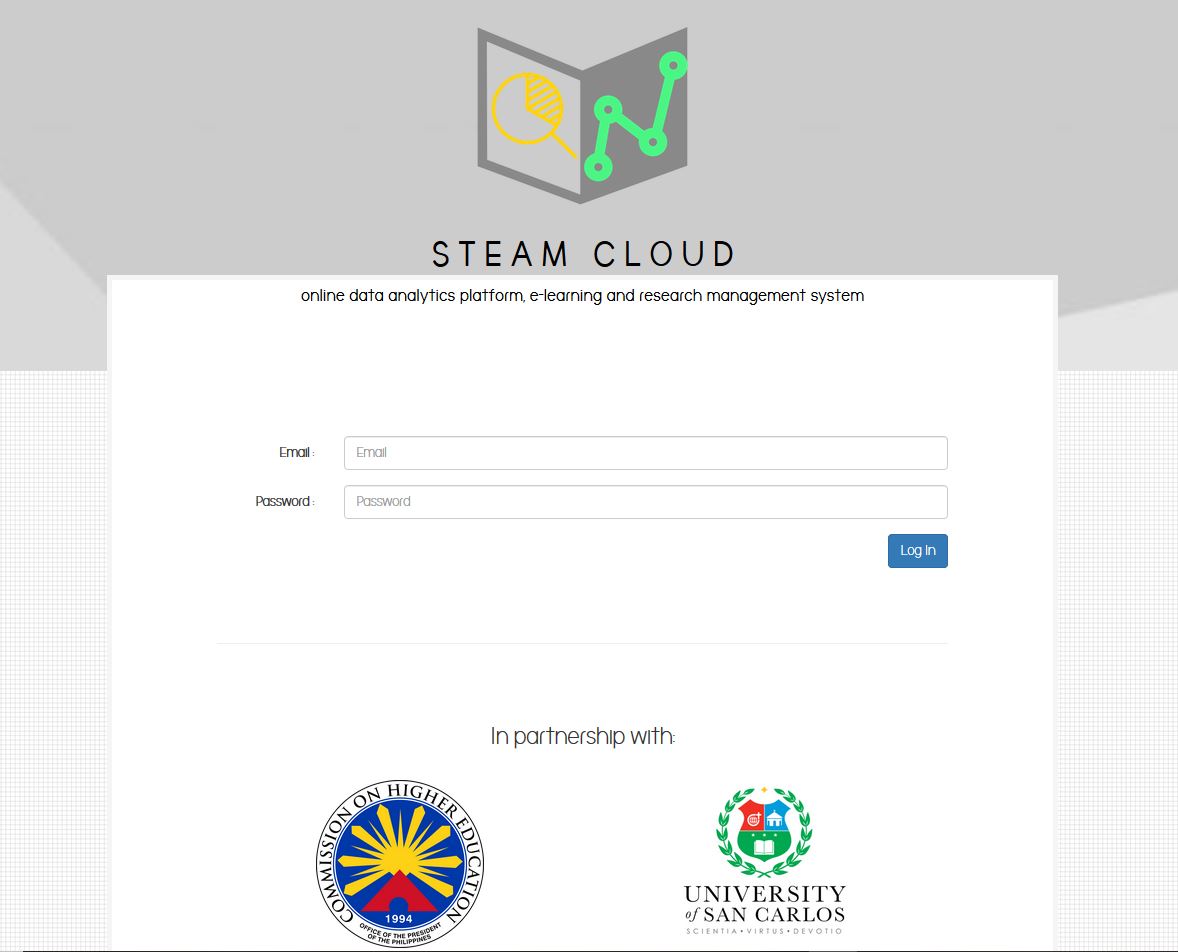 STEAM CLOUD
online data analytics platform, e-learning and research management system
Email :
Email
Password :
Password
Log In
In partnership with:
COMMISSION ON HIGHER EDUCATION
1994
OFFICE OF THE PRESIDENT
OF THE PHILIPPINES
UNIVERSITY
of SAN CARLOS
SCIENTIA • VIRTUS • DEVOTIO